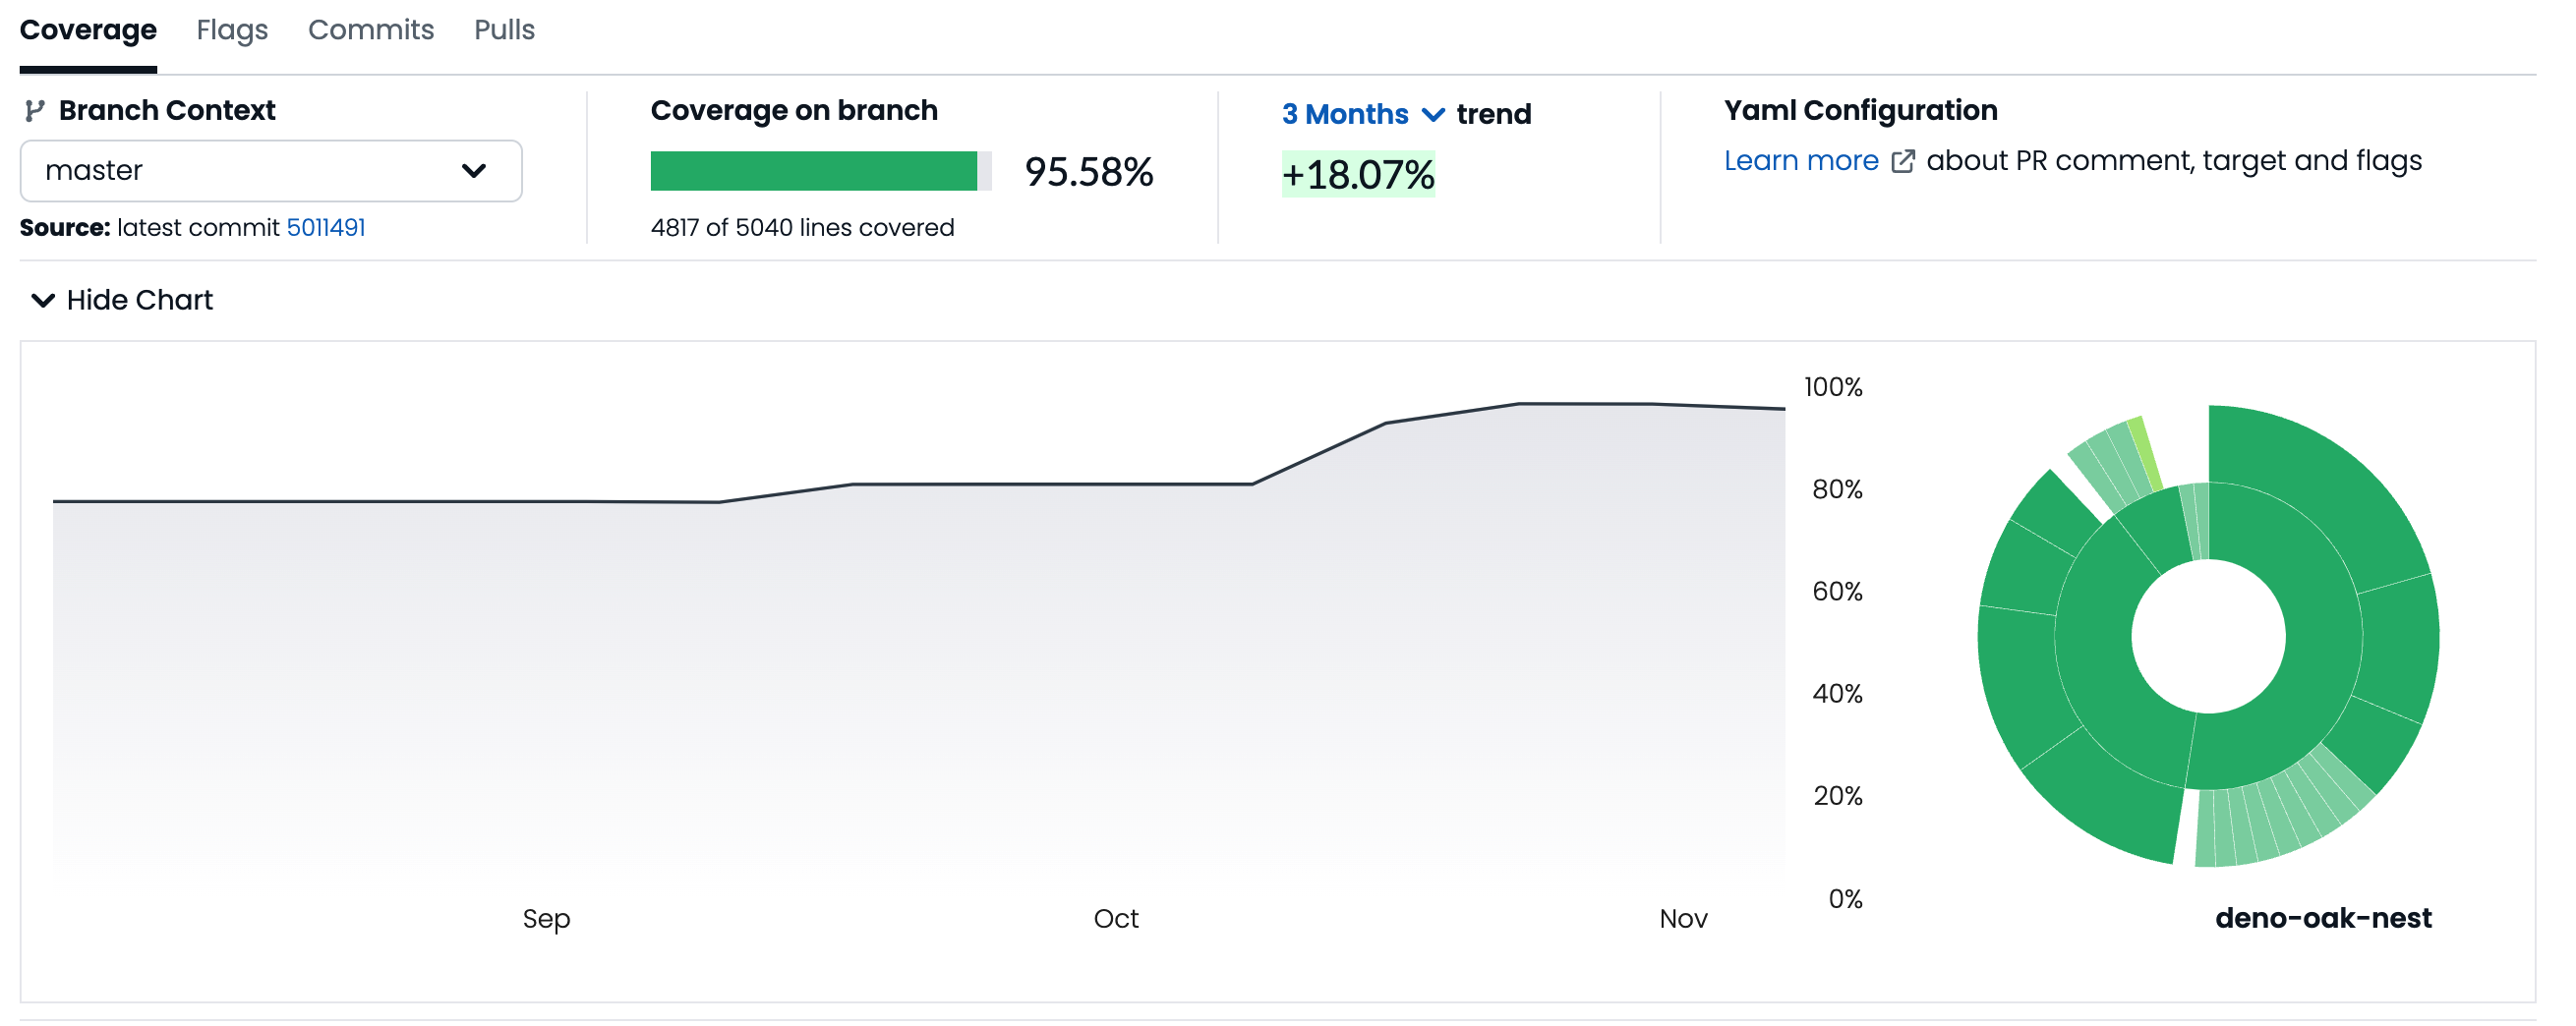 Coverage Flags Commits Pulls
Branch Context
master
Source: latest commit 5011491
Coverage on branch
95.58%
4817 of 5040 lines covered
3 Months trend
+18.07%
Yaml Configuration
Learn more about PR comment, target and flags
Hide Chart
100%
80%
60%
40%
20%
0%
Sep Oct Nov
deno-oak-nest